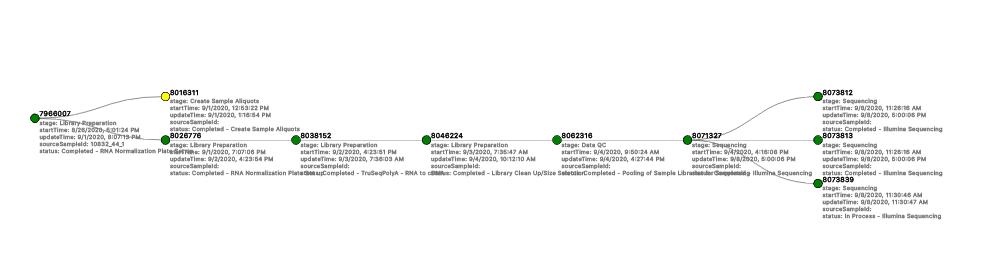 7966007
stage: Library Preparation
startTime: 8/26/2020, 5:01:24 PM
updateTime: 9/1/2020, 8:07:13 PM
sourceSampleId: 10832_44_1
status: Completed - RNA Normalization Plate Set up
8016311
stage: Create Sample Aliquots
startTime: 9/1/2020, 12:53:22 PM
updateTime: 9/1/2020, 1:16:54 PM
sourceSampleId:
status: Completed - Create Sample Aliquots
8026776
stage: Library Preparation
startTime: 9/1/2020, 7:07:06 PM
updateTime: 9/2/2020, 4:23:54 PM
sourceSampleId:
status: Completed - RNA Normalization Plate Set up
8038152
stage: Library Preparation
startTime: 9/2/2020, 4:23:51 PM
updateTime: 9/3/2020, 7:36:03 AM
sourceSampleId:
status: Completed - TruSeqPolyA - RNA to cDNA
8046224
stage: Library Preparation
startTime: 9/3/2020, 7:35:47 AM
updateTime: 9/4/2020, 10:12:10 AM
sourceSampleId:
status: Completed - Library Clean Up/Size Selection
8062316
stage: Data QC
startTime: 9/4/2020, 9:50:24 AM
updateTime: 9/4/2020, 4:27:44 PM
sourceSampleId:
status: Completed - Pooling of Sample Libraries for Sequencing
8071327
stage: Sequencing
startTime: 9/4/2020, 4:16:06 PM
updateTime: 9/8/2020, 5:00:06 PM
sourceSampleId:
status: Completed - Illumina Sequencing
8073812
stage: Sequencing
startTime: 9/8/2020, 11:26:16 AM
updateTime: 9/8/2020, 5:00:06 PM
sourceSampleId:
status: Completed - Illumina Sequencing
8073813
stage: Sequencing
startTime: 9/8/2020, 11:26:16 AM
updateTime: 9/8/2020, 5:00:06 PM
sourceSampleId:
status: Completed - Illumina Sequencing
8073839
stage: Sequencing
startTime: 9/8/2020, 11:30:46 AM
updateTime: 9/8/2020, 11:30:47 AM
sourceSampleId:
status: In Process - Illumina Sequencing